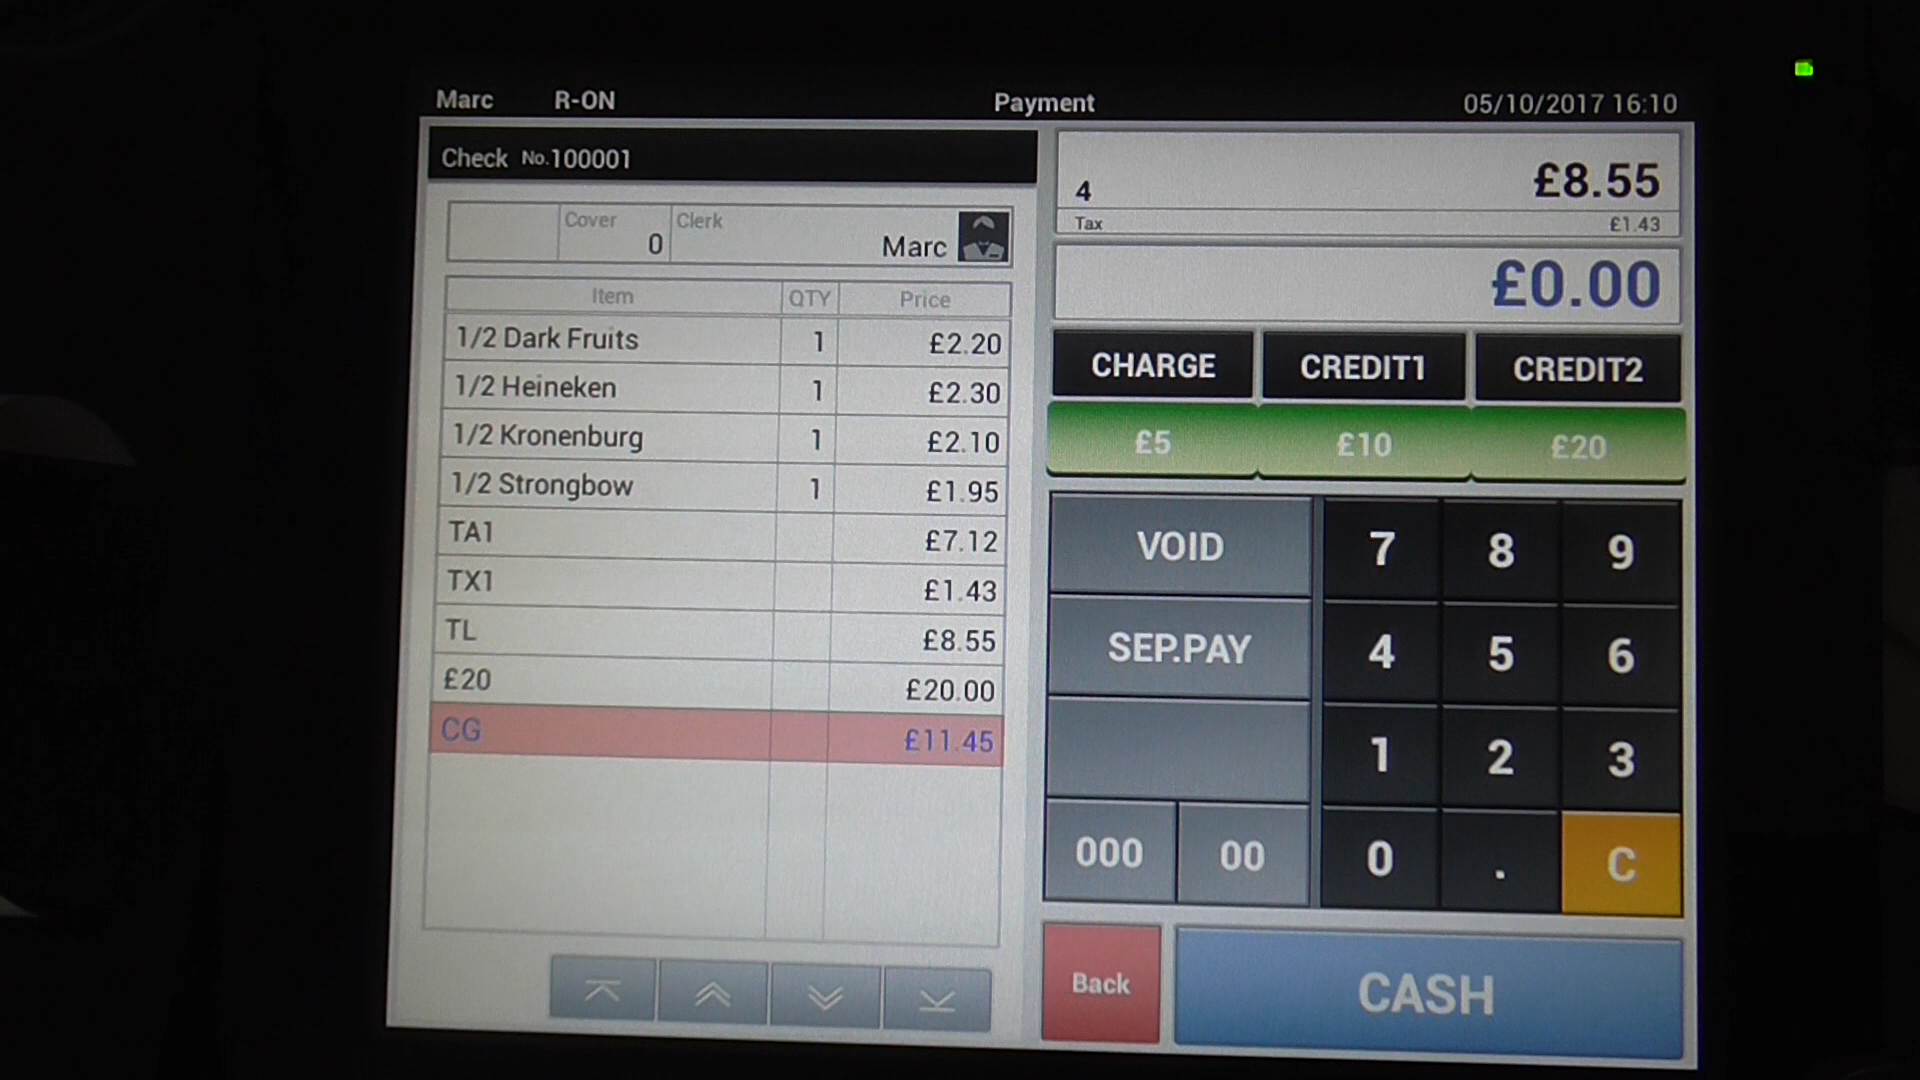 Marc R-ON Payment 05/10/2017 16:10
Check No.100001
Cover Clerk
0 Marc
Item QTY Price
1/2 Dark Fruits 1 £2.20
1/2 Heineken 1 £2.30
1/2 Kronenburg 1 £2.10
1/2 Strongbow 1 £1.95
TA1 £7.12
TX1 £1.43
TL £8.55
£20 £20.00
CG £11.45
4 £8.55
Tax £1.43
£0.00
CHARGE CREDIT1 CREDIT2
£5 £10 £20
VOID 7 8 9
SEP.PAY 4 5 6
1 2 3
000 00 0 . C
Back CASH